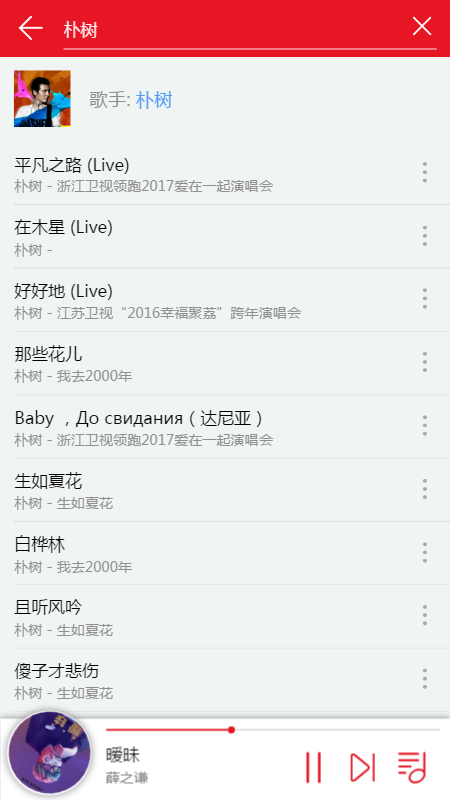 朴树
歌手: 朴树
平凡之路 (Live)
朴树 - 浙江卫视领跑2017爱在一起演唱会
在木星 (Live)
朴树 -
好好地 (Live)
朴树 - 江苏卫视“2016幸福聚荔”跨年演唱会
那些花儿
朴树 - 我去2000年
Baby ，До свидания（达尼亚）
朴树 - 浙江卫视领跑2017爱在一起演唱会
生如夏花
朴树 - 生如夏花
白桦林
朴树 - 我去2000年
且听风吟
朴树 - 生如夏花
傻子才悲伤
朴树 - 生如夏花
暧昧
薛之谦